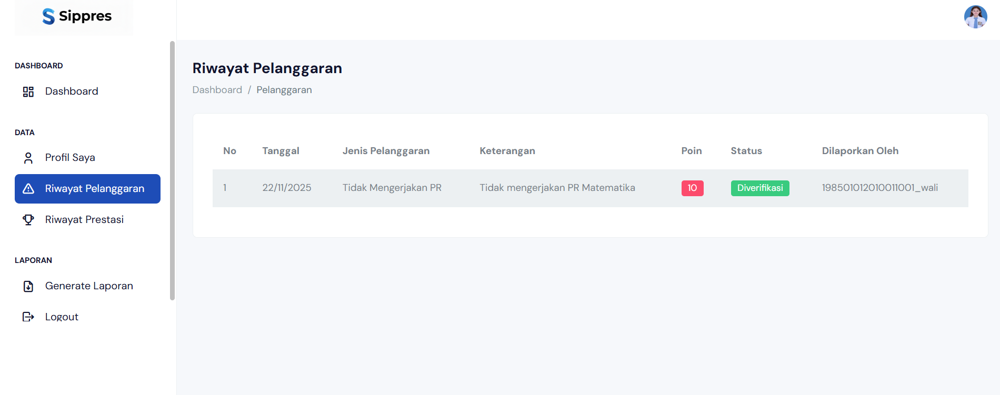 Sippres
DASHBOARD
Dashboard
DATA
Profil Saya
Riwayat Pelanggaran
Riwayat Prestasi
LAPORAN
Generate Laporan
Logout
Riwayat Pelanggaran
Dashboard / Pelanggaran
No Tanggal Jenis Pelanggaran Keterangan Poin Status Dilaporkan Oleh
1 22/11/2025 Tidak Mengerjakan PR Tidak mengerjakan PR Matematika 10 Diverifikasi 198501012010011001_wali